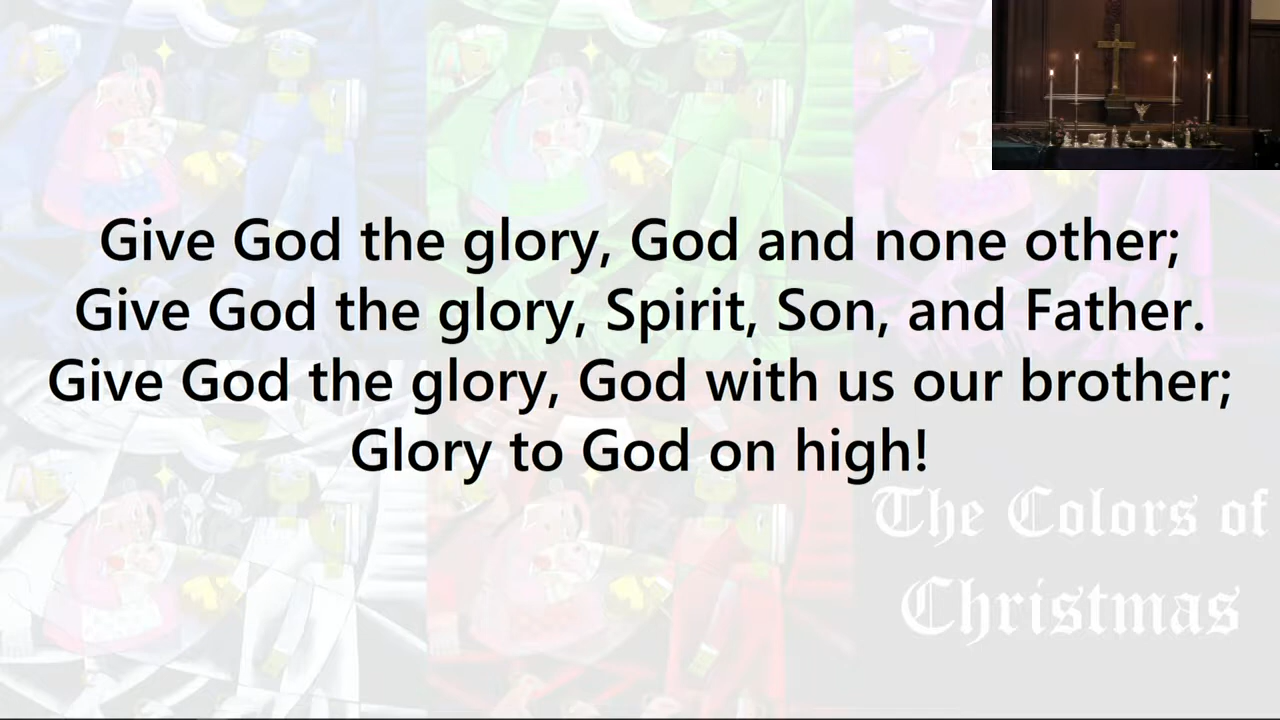 Give God the glory, God and none other;
Give God the glory, Spirit, Son, and Father.
Give God the glory, God with us our brother;
Glory to God on high!
The Colors of
Christmas